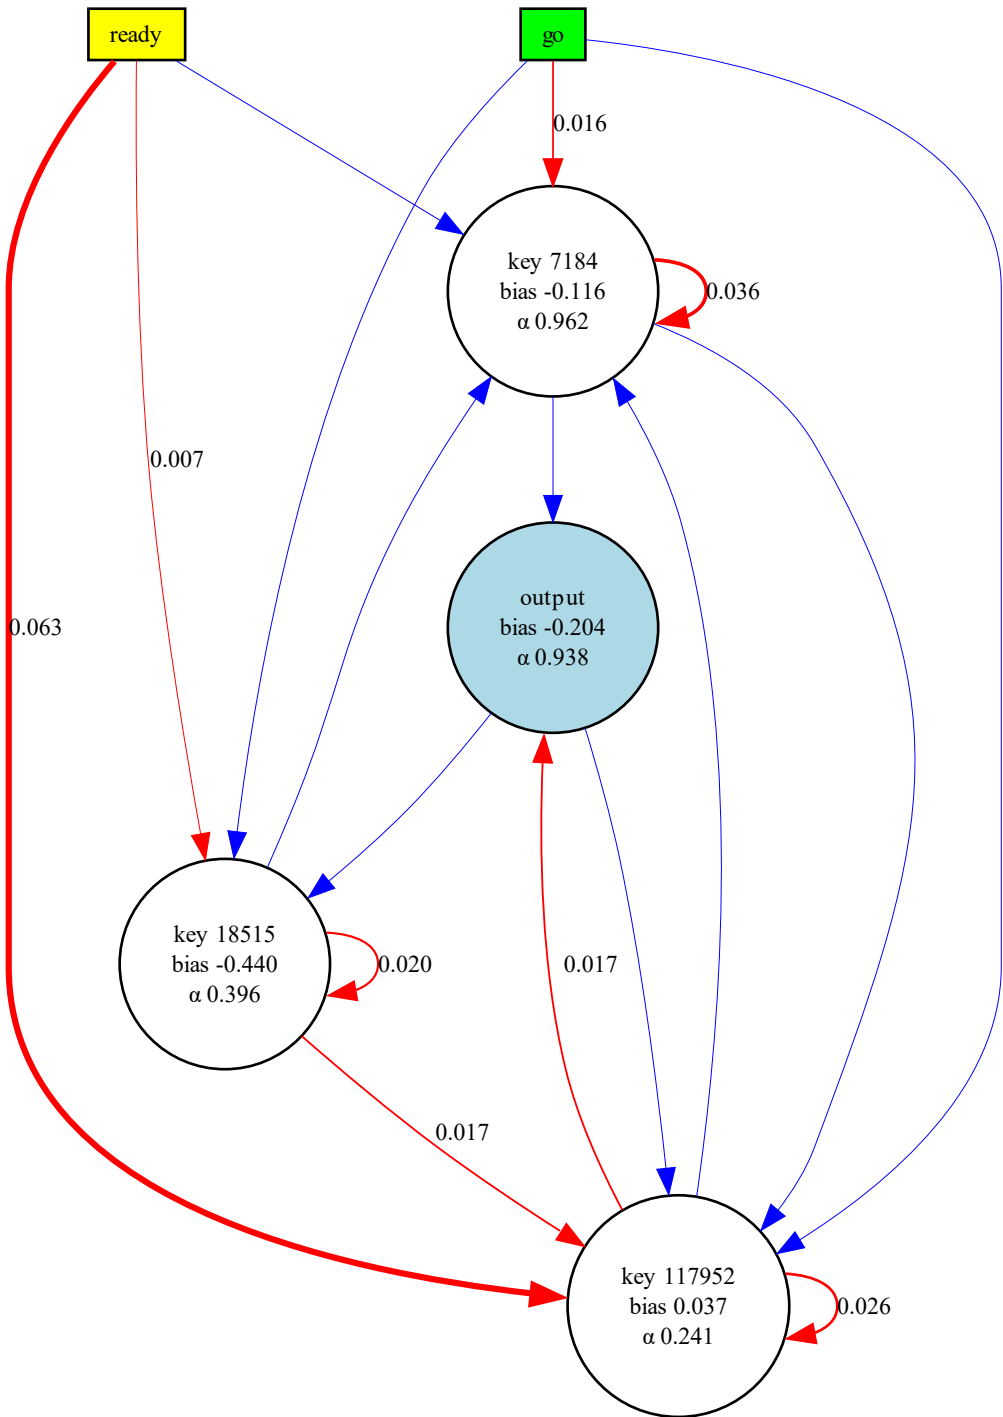 ready
go
0.016
key 7184
bias -0.116
α 0.962
0.036
0.007
output
bias -0.204
α 0.938
0.063
key 18515
bias -0.440
α 0.396
0.020
0.017
0.017
key 117952
bias 0.037
α 0.241
0.026